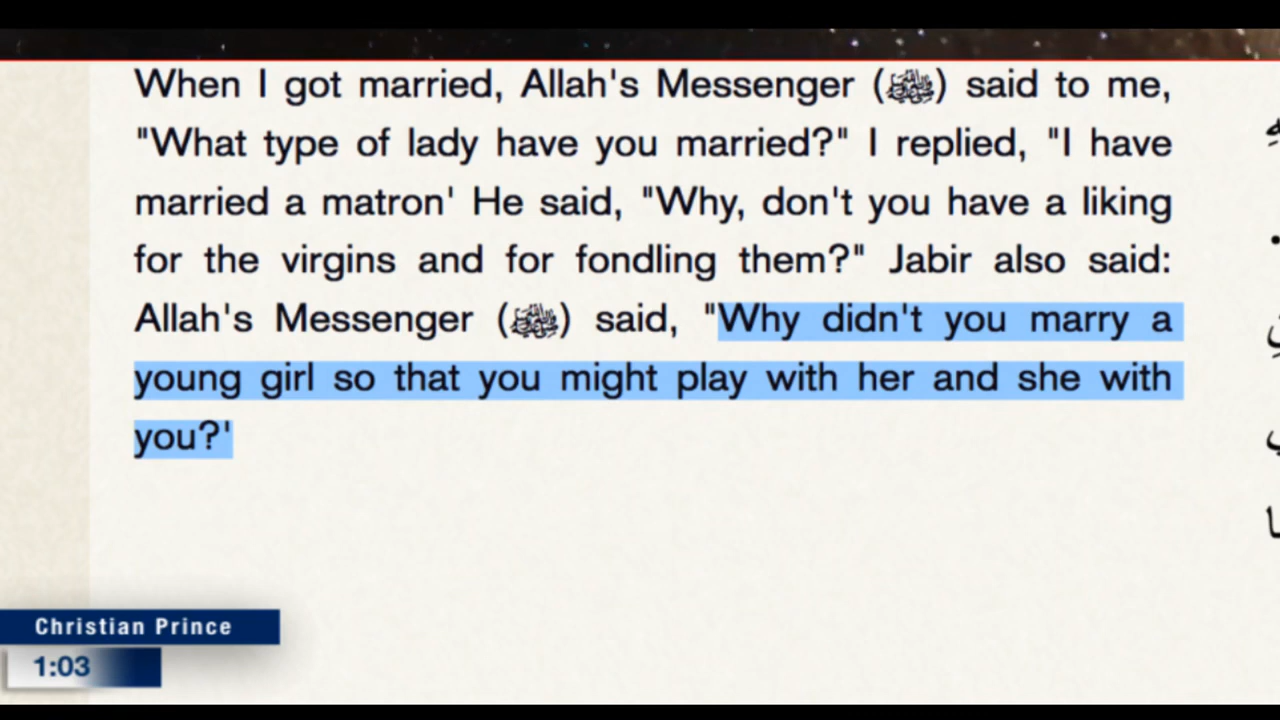 When I got married, Allah's Messenger (ﷺ) said to me,
"What type of lady have you married?" I replied, "I have
married a matron' He said, "Why, don't you have a liking
for the virgins and for fondling them?" Jabir also said:
Allah's Messenger (ﷺ) said, "Why didn't you marry a
young girl so that you might play with her and she with
you?'
Christian Prince
1:03